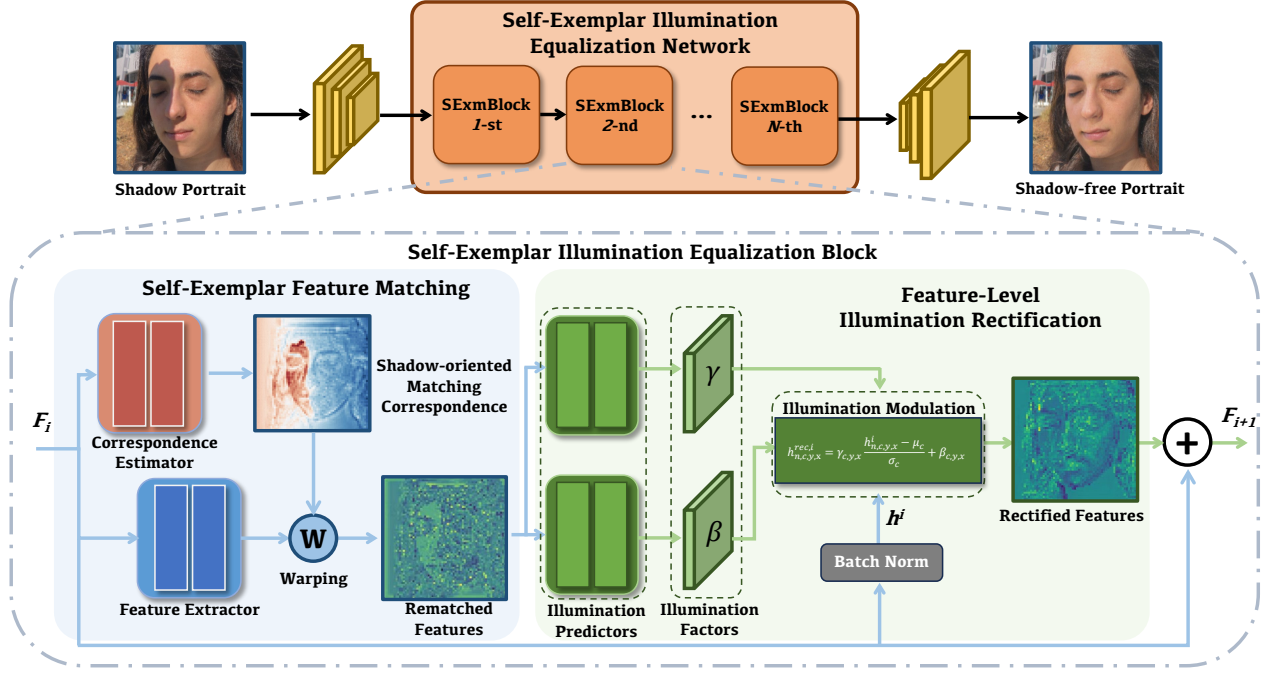 Self-Exemplar Illumination
Equalization Network
SExmBlock
1-st
SExmBlock
2-nd
...
SExmBlock
N-th
Shadow Portrait
Shadow-free Portrait
Self-Exemplar Illumination Equalization Block
Self-Exemplar Feature Matching
Feature-Level
Illumination Rectification
F_i
Correspondence
Estimator
Shadow-oriented
Matching
Correspondence
Feature Extractor
W
Warping
Rematched
Features
Illumination
Predictors
γ
β
Illumination
Factors
Illumination Modulation
h^{rec,i}_{n,c,y,x} = γ_{c,y,x} \frac{h^i_{n,c,y,x} − μ_c}{σ_c} + β_{c,y,x}
h^i
Batch Norm
Rectified Features
+
F_{i+1}